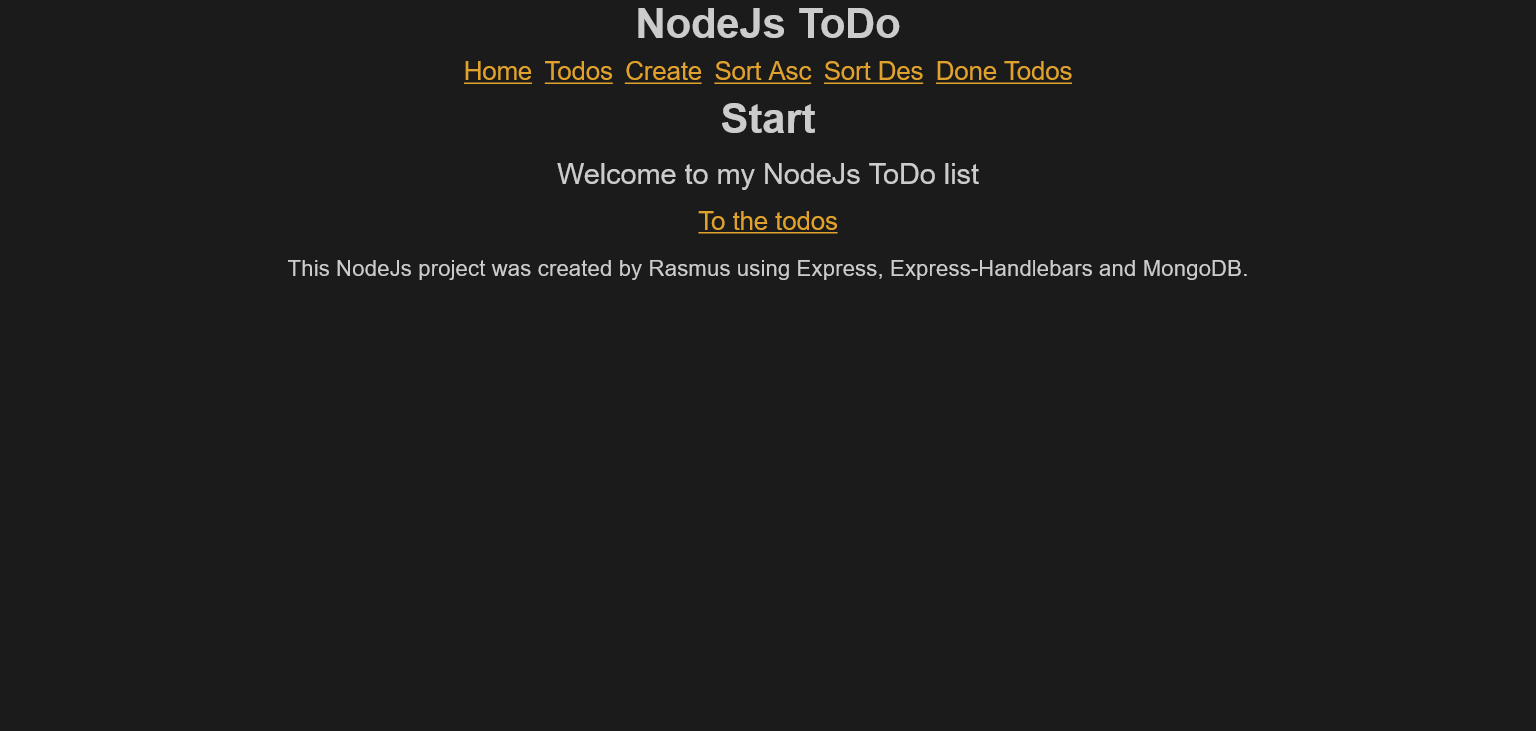 NodeJs ToDo
Home Todos Create Sort Asc Sort Des Done Todos
Start
Welcome to my NodeJs ToDo list
To the todos
This NodeJs project was created by Rasmus using Express, Express-Handlebars and MongoDB.